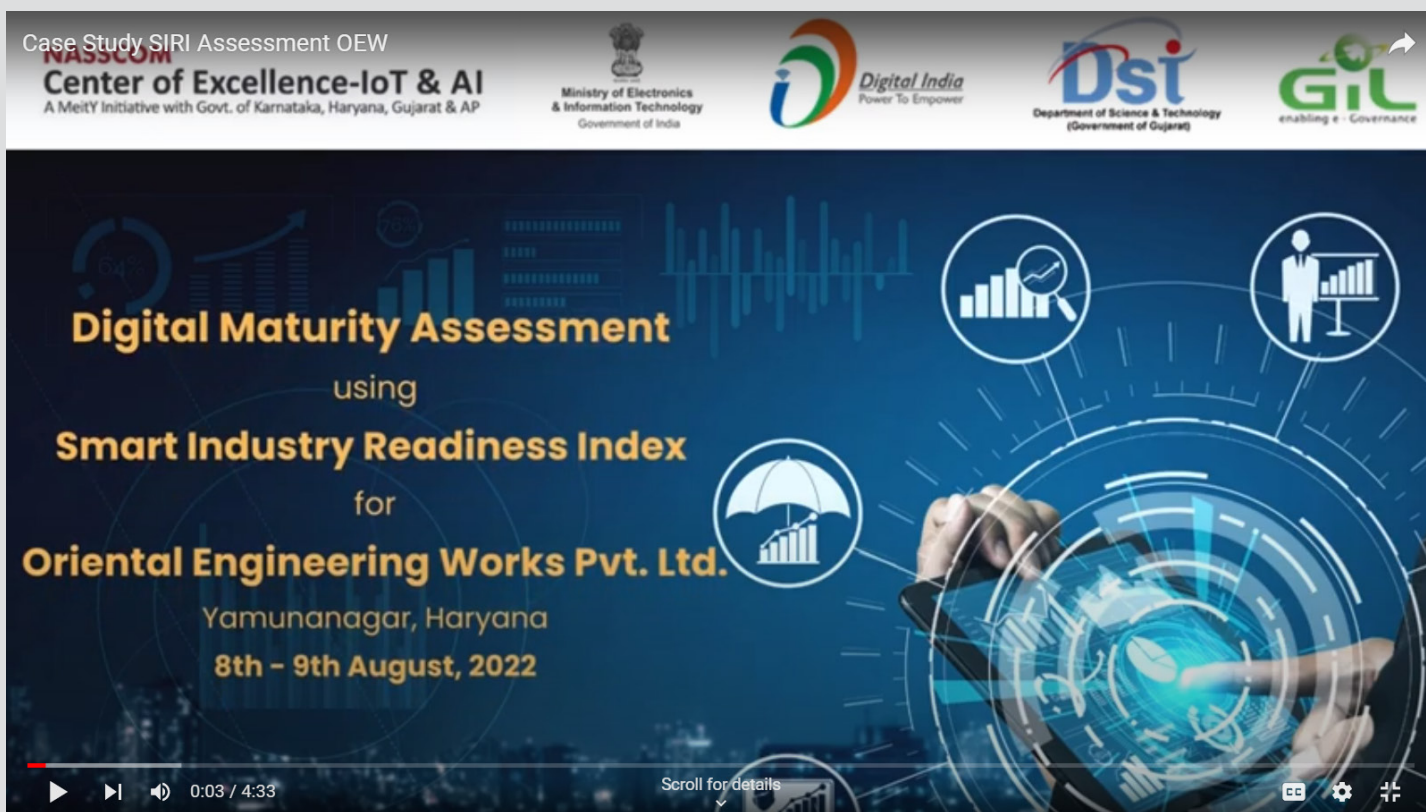 Case Study SIRI Assessment OEW
NASSCOM
Center of Excellence-IoT & AI
A MeitY Initiative with Govt. of Karnataka, Haryana, Gujarat & AP
Ministry of Electronics
& Information Technology
Government of India
Digital India
Power To Empower
Dst
Department of Science & Technology
(Government of Gujarat)
GiL
enabling e - Governance
64%
76%
Digital Maturity Assessment
using
Smart Industry Readiness Index
for
Oriental Engineering Works Pvt. Ltd.
Yamunanagar, Haryana
8th - 9th August, 2022
0:03 / 4:33
Scroll for details
CC